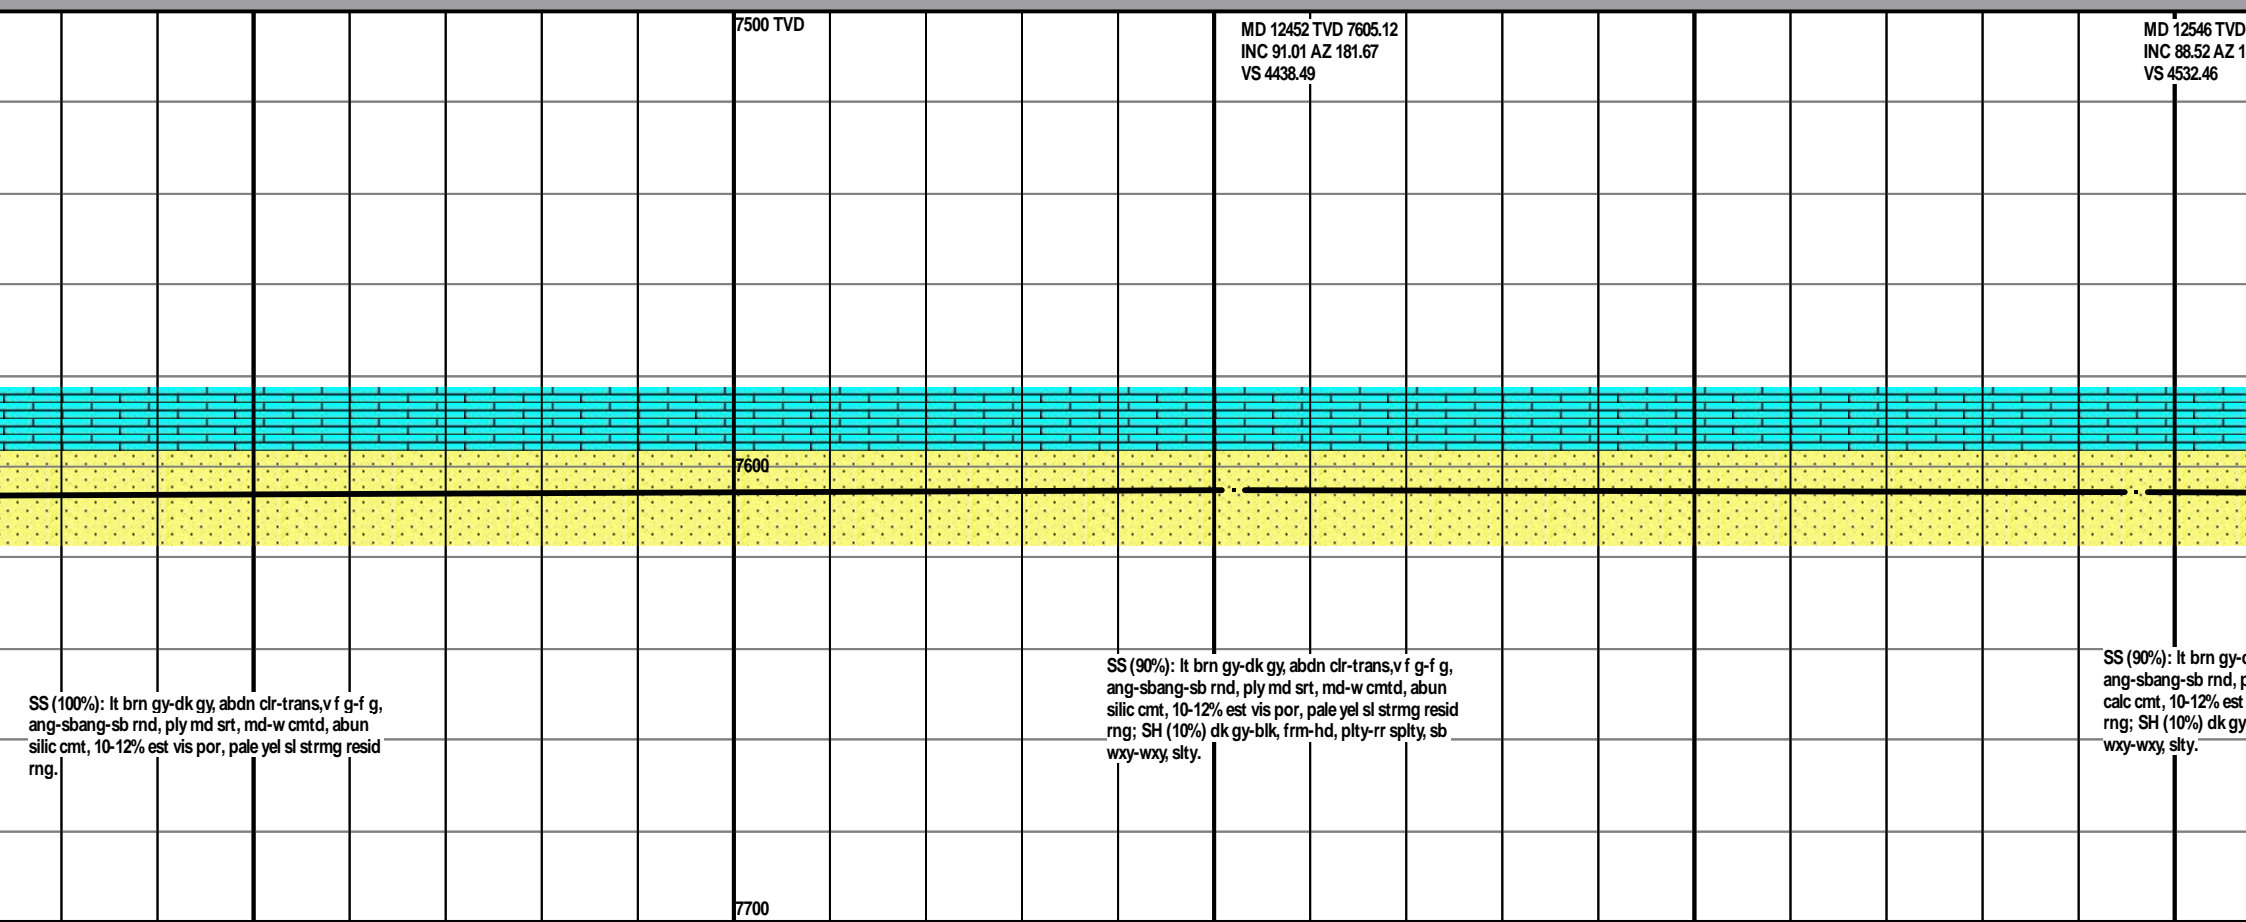 7500 TVD
MD 12452 TVD 7605.12
INC 91.01 AZ 181.67
VS 4438.49
MD 12546 TVD
INC 88.52 AZ 1
VS 4532.46
7600
SS (100%): lt brn gy-dk gy, abdn clr-trans,v f g-f g,
ang-sbang-sb rnd, ply md srt, md-w cmtd, abun
silic cmt, 10-12% est vis por, pale yel sl strmg resid
rng.
SS (90%): lt brn gy-dk gy, abdn clr-trans,v f g-f g,
ang-sbang-sb rnd, ply md srt, md-w cmtd, abun
silic cmt, 10-12% est vis por, pale yel sl strmg resid
rng; SH (10%) dk gy-blk, frm-hd, plty-rr splty, sb
wxy-wxy, slty.
SS (90%): lt brn gy-d
ang-sbang-sb rnd, p
calc cmt, 10-12% est
rng; SH (10%) dk gy
wxy-wxy, slty.
7700